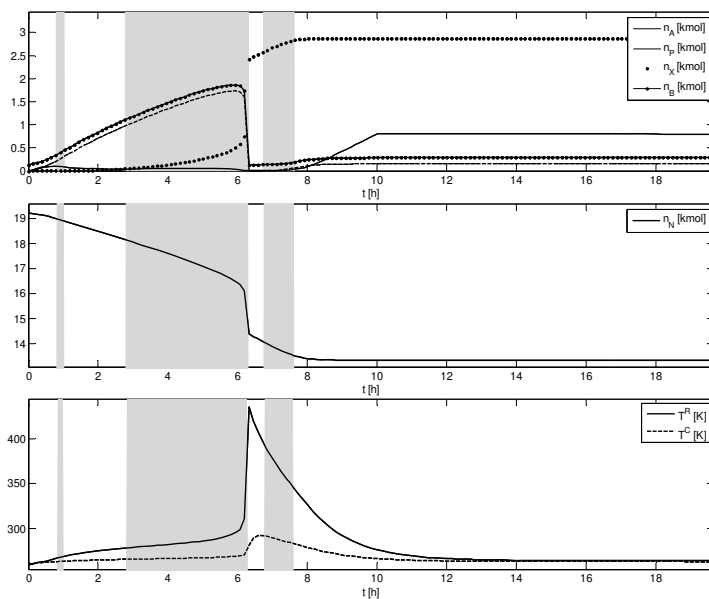 3
2.5
2
1.5
1
0.5
0
0 2 4 6 8 10 12 14 16 18
t [h]
n_A [kmol]
n_P [kmol]
n_X [kmol]
n_B [kmol]
19
18
17
16
15
14
0 2 4 6 8 10 12 14 16 18
t [h]
n_N [kmol]
400
350
300
0 2 4 6 8 10 12 14 16 18
t [h]
T^R [K]
T^C [K]